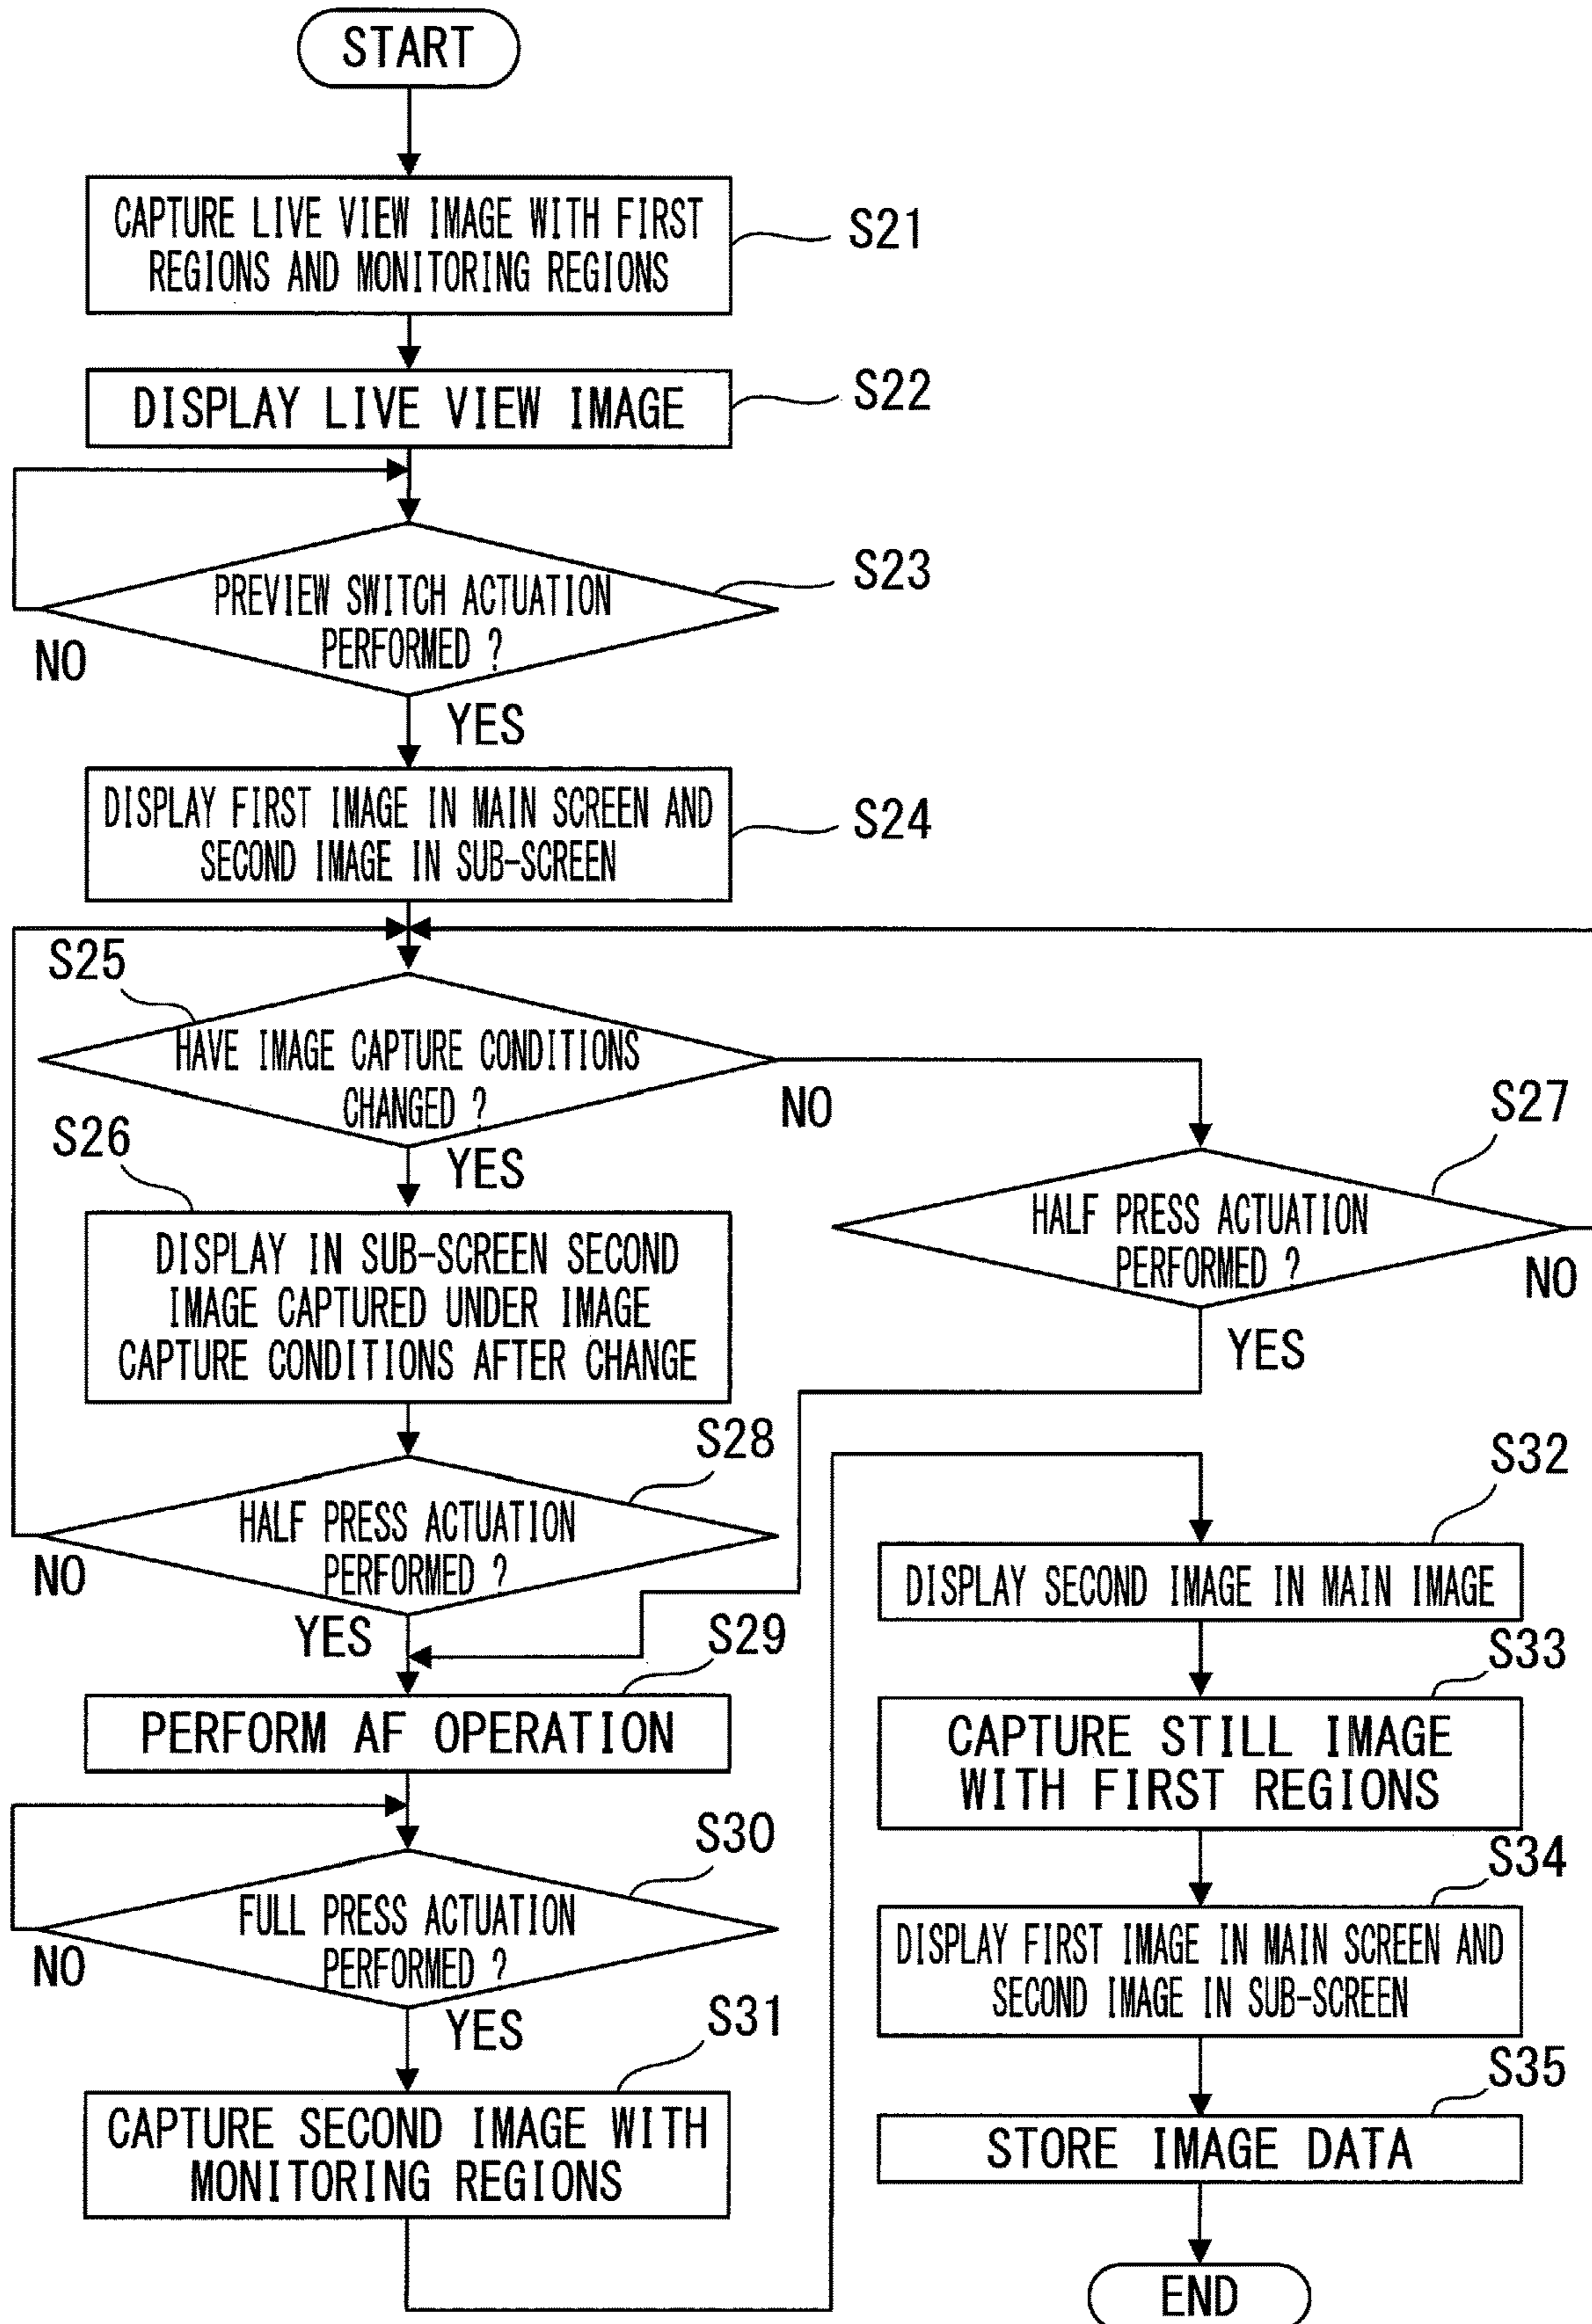 START
CAPTURE LIVE VIEW IMAGE WITH FIRST
REGIONS AND MONITORING REGIONS
S21
DISPLAY LIVE VIEW IMAGE
S22
PREVIEW SWITCH ACTUATION
PERFORMED ?
S23
NO
YES
DISPLAY FIRST IMAGE IN MAIN SCREEN AND
SECOND IMAGE IN SUB-SCREEN
S24
S25
HAVE IMAGE CAPTURE CONDITIONS
CHANGED ?
NO
YES
S26
DISPLAY IN SUB-SCREEN SECOND
IMAGE CAPTURED UNDER IMAGE
CAPTURE CONDITIONS AFTER CHANGE
S27
HALF PRESS ACTUATION
PERFORMED ?
NO
YES
S28
HALF PRESS ACTUATION
PERFORMED ?
NO
YES
S29
PERFORM AF OPERATION
S30
FULL PRESS ACTUATION
PERFORMED ?
NO
YES
S31
CAPTURE SECOND IMAGE WITH
MONITORING REGIONS
S32
DISPLAY SECOND IMAGE IN MAIN IMAGE
S33
CAPTURE STILL IMAGE
WITH FIRST REGIONS
S34
DISPLAY FIRST IMAGE IN MAIN SCREEN AND
SECOND IMAGE IN SUB-SCREEN
S35
STORE IMAGE DATA
END